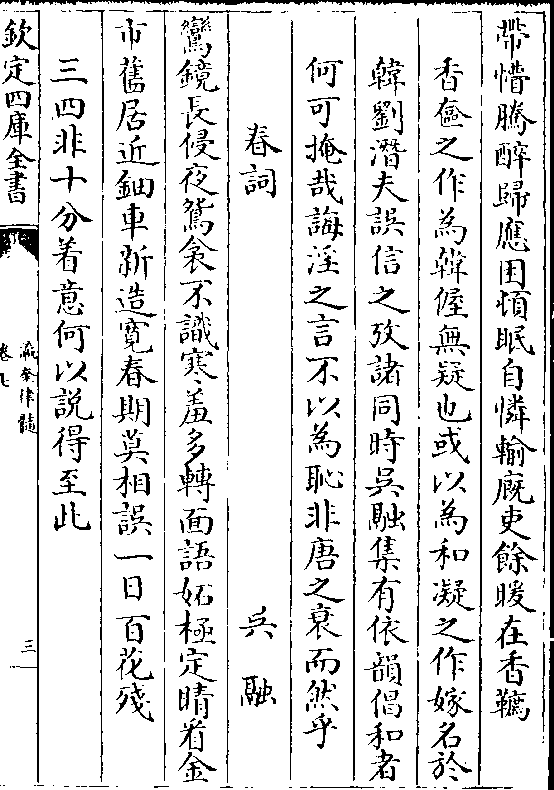 帶惜騰醉歸應困頓眠自憐輸廐吏餘暖在香韉
香奩之作為韓偓無疑也或以為和凝之作嫁名於
韓劉潛夫誤信之攷諸同時吳融集有依韻倡和者
何可掩哉誨淫之言不以為恥非唐之衰而然乎
春詞　吳融
鸞鏡長侵夜鴛衾不識寒羞多轉面語妬極定睛看金
市舊居近鈿車新造寛春期莫相誤一日百花殘
三四非十分着意何以説得至此
欽定四庫全書
瀛奎律髓
卷七
三